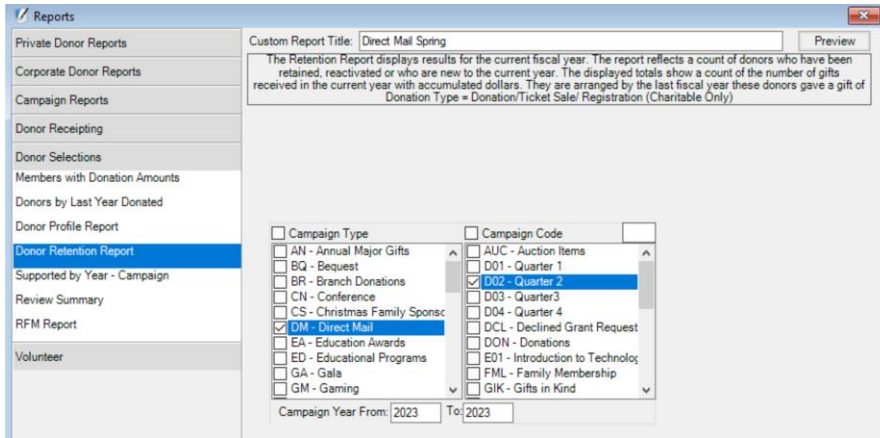 Reports
Private Donor Reports
Corporate Donor Reports
Campaign Reports
Donor Receipting
Donor Selections
Members with Donation Amounts
Donors by Last Year Donated
Donor Profile Report
Donor Retention Report
Supported by Year - Campaign
Review Summary
RFM Report
Volunteer
Custom Report Title: Direct Mail Spring Preview
The Retention Report displays results for the current fiscal year. The report reflects a count of donors who have been
retained, reactivated or who are new to the current year. The displayed totals show a count of the number of gifts
received in the current year with accumulated dollars. They are arranged by the last fiscal year these donors gave a gift of
Donation Type = Donation/Ticket Sale/ Registration (Charitable Only)
Campaign Type
AN - Annual Major Gifts
BQ - Bequest
BR - Branch Donations
CN - Conference
CS - Christmas Family Sponsc
DM - Direct Mail
EA - Education Awards
ED - Educational Programs
GA - Gala
GM - Gaming
Campaign Code
AUC - Auction Items
D01 - Quarter 1
D02 - Quarter 2
D03 - Quarter3
D04 - Quarter 4
DCL - Declined Grant Request
DON - Donations
E01 - Introduction to Technolog
FML - Family Membership
GIK - Gifts in Kind
Campaign Year From: 2023 To: 2023